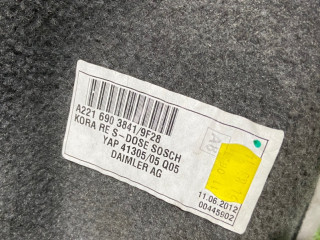 A221 690 3841/9F28
KORA RE S-DOSE SOSCH
YAP 41305/05 Q05
DAIMLER AG
11.06.2012
00445602